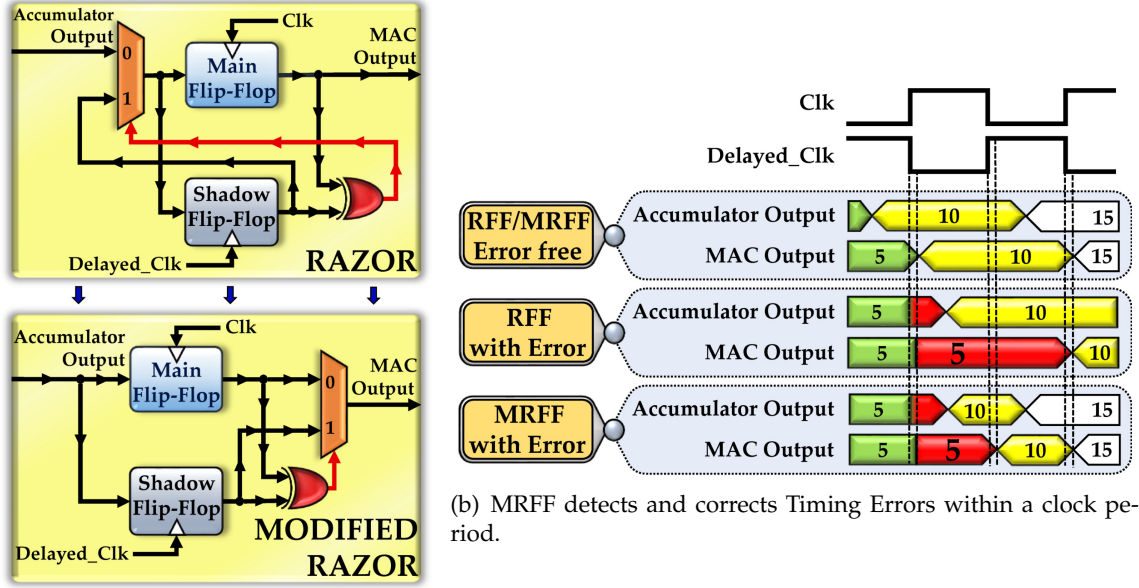 Accumulator
Output
0
1
Clk
Main
Flip-Flop
MAC
Output
Shadow
Flip-Flop
Delayed_Clk
RAZOR
Accumulator
Output
Clk
Main
Flip-Flop
0
1
MAC
Output
Shadow
Flip-Flop
Delayed_Clk
MODIFIED
RAZOR
Clk
Delayed_Clk
RFF/MRFF
Error free
Accumulator Output 10 15
MAC Output 5 10 15
RFF
with Error
Accumulator Output 5 10
MAC Output 5 5 10
MRFF
with Error
Accumulator Output 5 10 15
MAC Output 5 5 10 15
(b) MRFF detects and corrects Timing Errors within a clock pe-
riod.